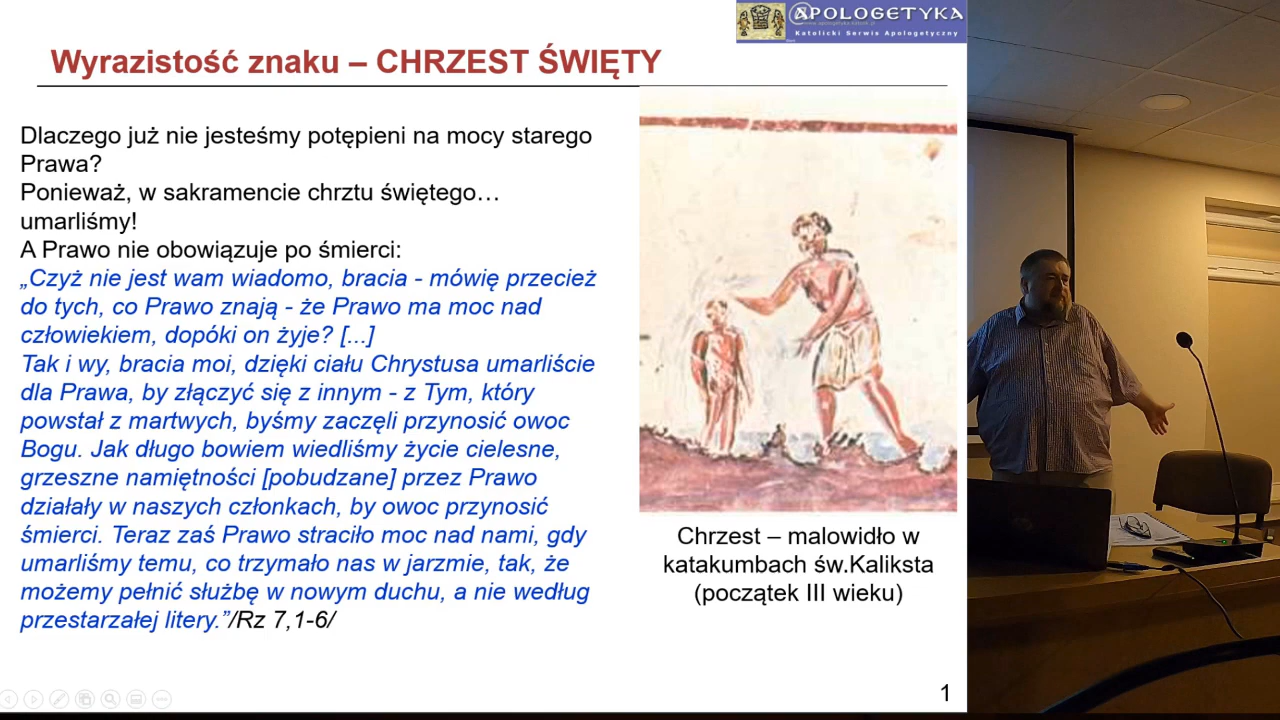 APOLOGETYKA
Katolicki Serwis Apologetyczny
Wyrazistość znaku – CHRZEST ŚWIĘTY
Dlaczego już nie jesteśmy potępieni na mocy starego
Prawa?
Ponieważ, w sakramencie chrztu świętego…
umarliśmy!
A Prawo nie obowiązuje po śmierci:
„Czyż nie jest wam wiadomo, bracia - mówię przecież
do tych, co Prawo znają - że Prawo ma moc nad
człowiekiem, dopóki on żyje? [...]
Tak i wy, bracia moi, dzięki ciału Chrystusa umarliście
dla Prawa, by złączyć się z innym - z Tym, który
powstał z martwych, byśmy zaczęli przynosić owoc
Bogu. Jak długo bowiem wiedliśmy życie cielesne,
grzeszne namiętności [pobudzane] przez Prawo
działały w naszych członkach, by owoc przynosić
śmierci. Teraz zaś Prawo straciło moc nad nami, gdy
umarliśmy temu, co trzymało nas w jarzmie, tak, że
możemy pełnić służbę w nowym duchu, a nie według
przestarzałej litery.”/Rz 7,1-6/
Chrzest – malowidło w
katakumbach św.Kaliksta
(początek III wieku)
1